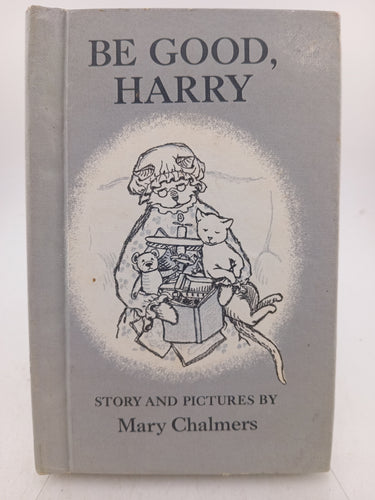 BE GOOD,
HARRY
STORY AND PICTURES BY
Mary Chalmers